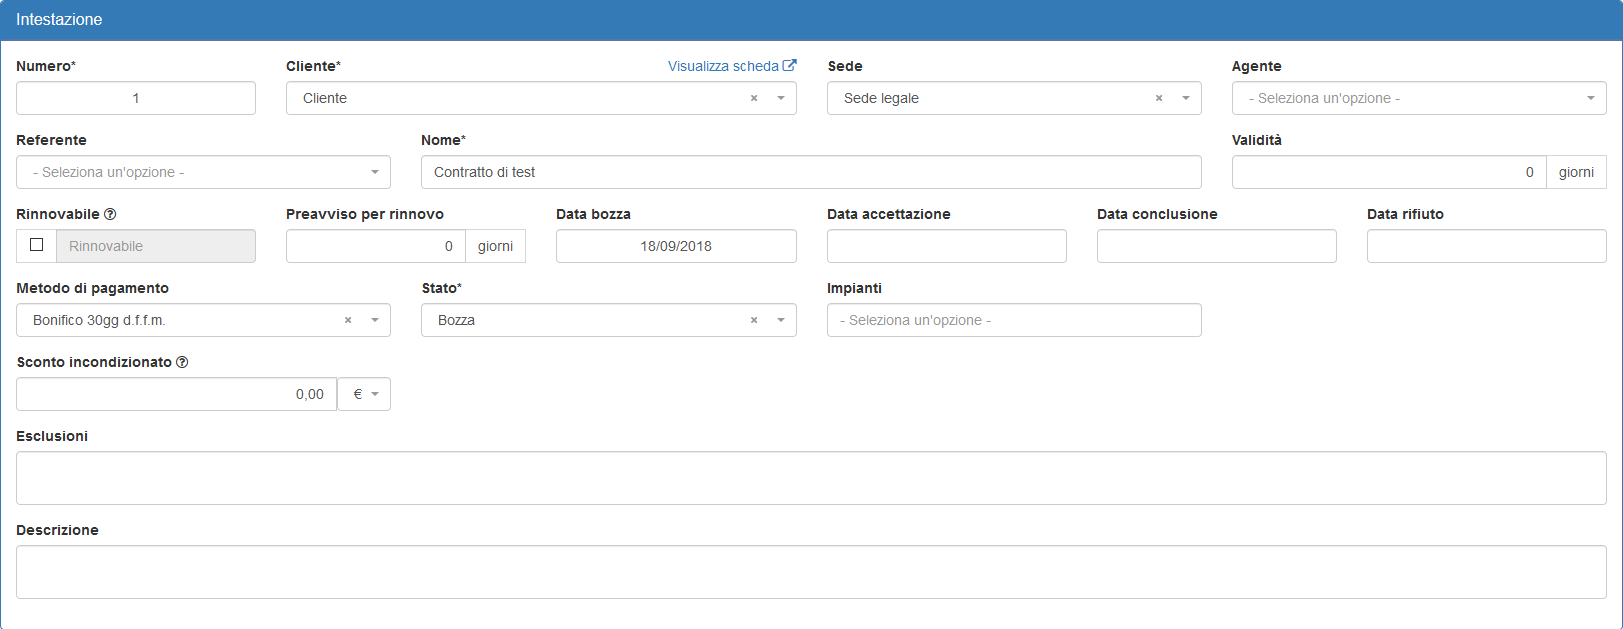 Intestazione
Numero* Cliente* Visualizza scheda Sede Agente
1 Cliente × Sede legale × - Seleziona un'opzione -
Referente Nome* Validità
- Seleziona un'opzione - Contratto di test 0 giorni
Rinnovabile Preavviso per rinnovo Data bozza Data accettazione Data conclusione Data rifiuto
Rinnovabile 0 giorni 18/09/2018
Metodo di pagamento Stato* Impianti
Bonifico 30gg d.f.f.m. × Bozza × - Seleziona un'opzione -
Sconto incondizionato
0,00 €
Esclusioni
Descrizione